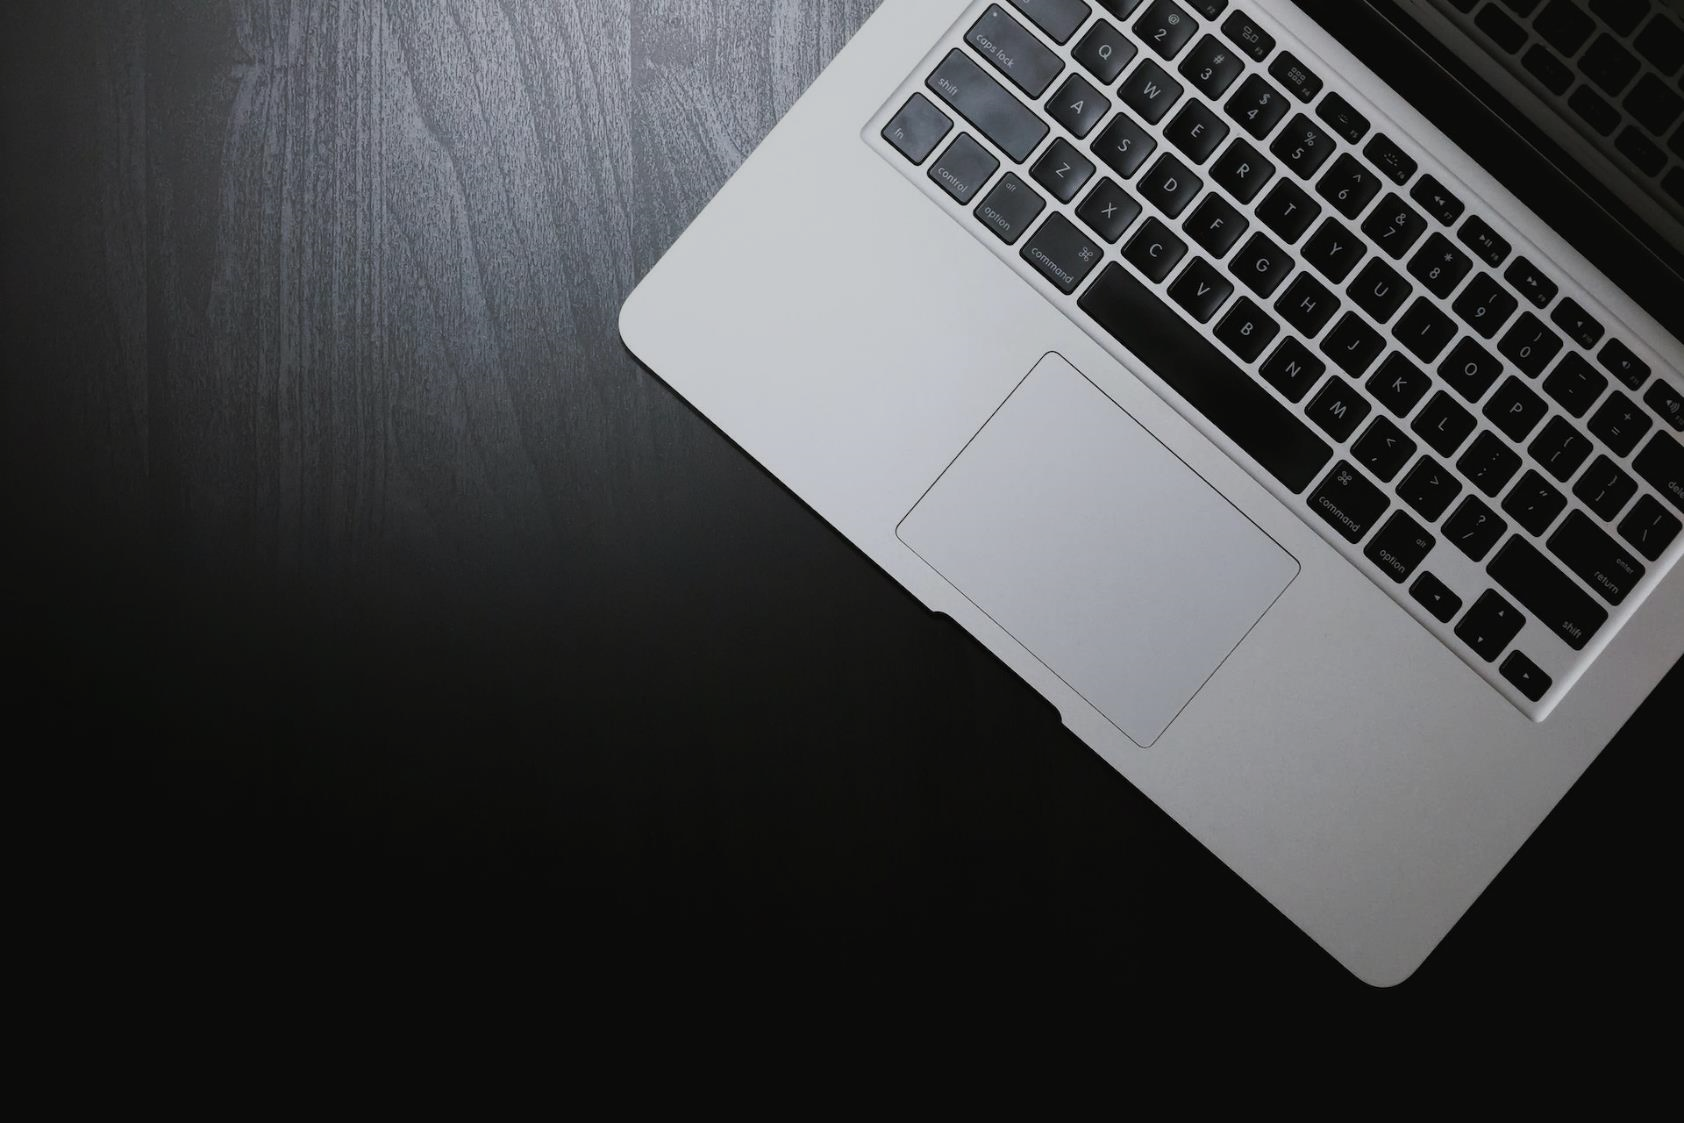 @ 2 # 3 $ 4 % 5 ^ 6 & 7 * 8 ( 9 ) 0 _ - + =
Q W E R T Y U I O P { [ } ] | \
caps lock A S D F G H J K L : ; " ' enter return
shift Z X C V B N M < , > . ? / shift
fn control alt option ⌘ command ⌘ command alt option